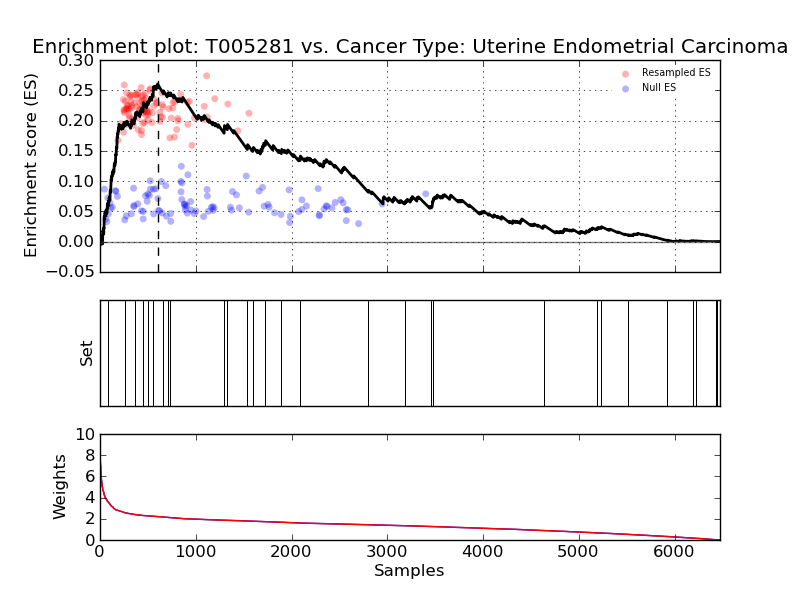 Enrichment plot: T005281 vs. Cancer Type: Uterine Endometrial Carcinoma
Enrichment score (ES)
0.30
0.25
0.20
0.15
0.10
0.05
0.00
−0.05
Resampled ES
Null ES
Set
Weights
10
8
6
4
2
0
0 1000 2000 3000 4000 5000 6000
Samples